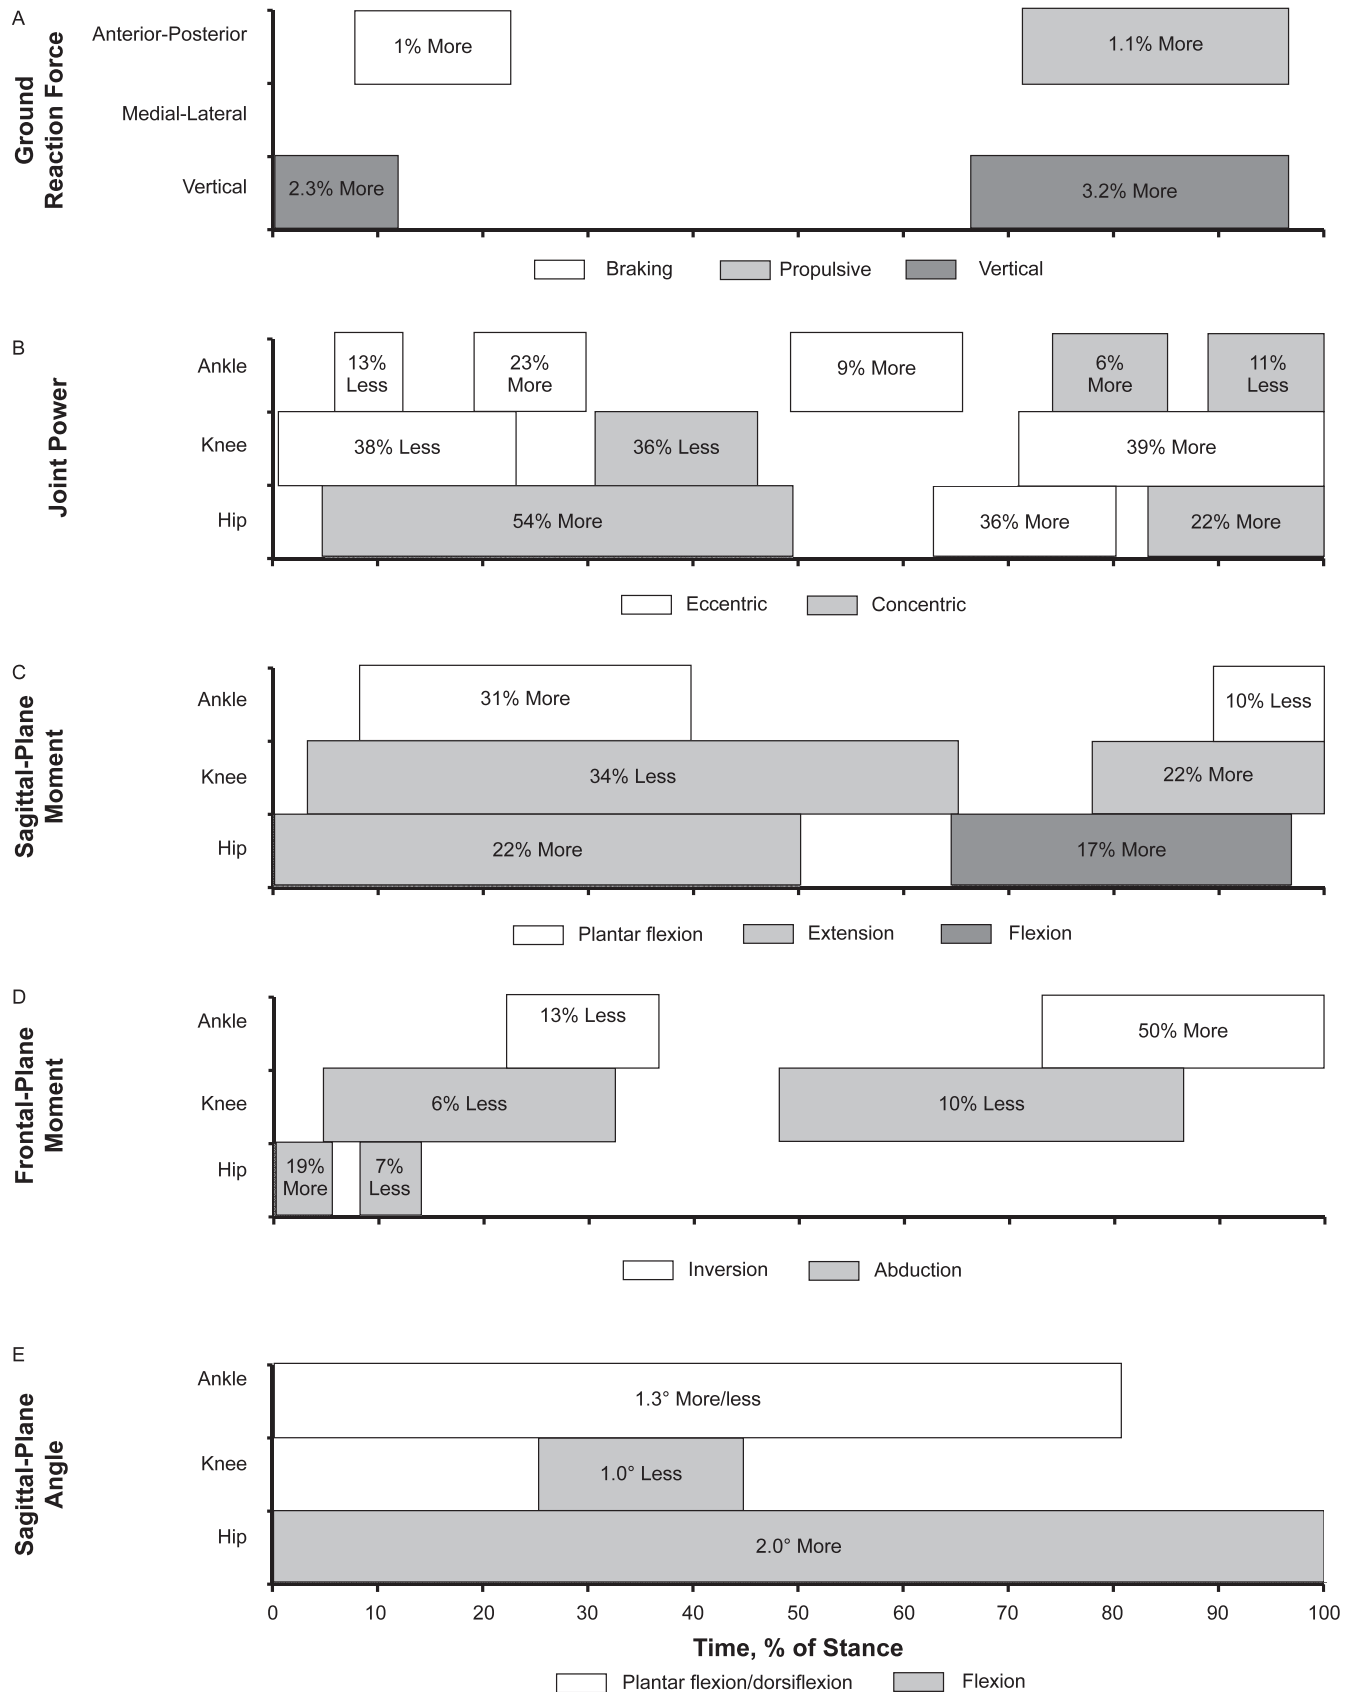 A
Ground
Reaction Force
Anterior-Posterior
1% More
1.1% More
Medial-Lateral
Vertical
2.3% More
3.2% More
Braking
Propulsive
Vertical
B
Joint Power
Ankle
13%
Less
23%
More
9% More
6%
More
11%
Less
Knee
38% Less
36% Less
39% More
Hip
54% More
36% More
22% More
Eccentric
Concentric
C
Sagittal-Plane
Moment
Ankle
31% More
10% Less
Knee
34% Less
22% More
Hip
22% More
17% More
Plantar flexion
Extension
Flexion
D
Frontal-Plane
Moment
Ankle
13% Less
50% More
Knee
6% Less
10% Less
Hip
19%
More
7%
Less
Inversion
Abduction
E
Sagittal-Plane
Angle
Ankle
1.3° More/less
Knee
1.0° Less
Hip
2.0° More
0 10 20 30 40 50 60 70 80 90 100
Time, % of Stance
Plantar flexion/dorsiflexion
Flexion